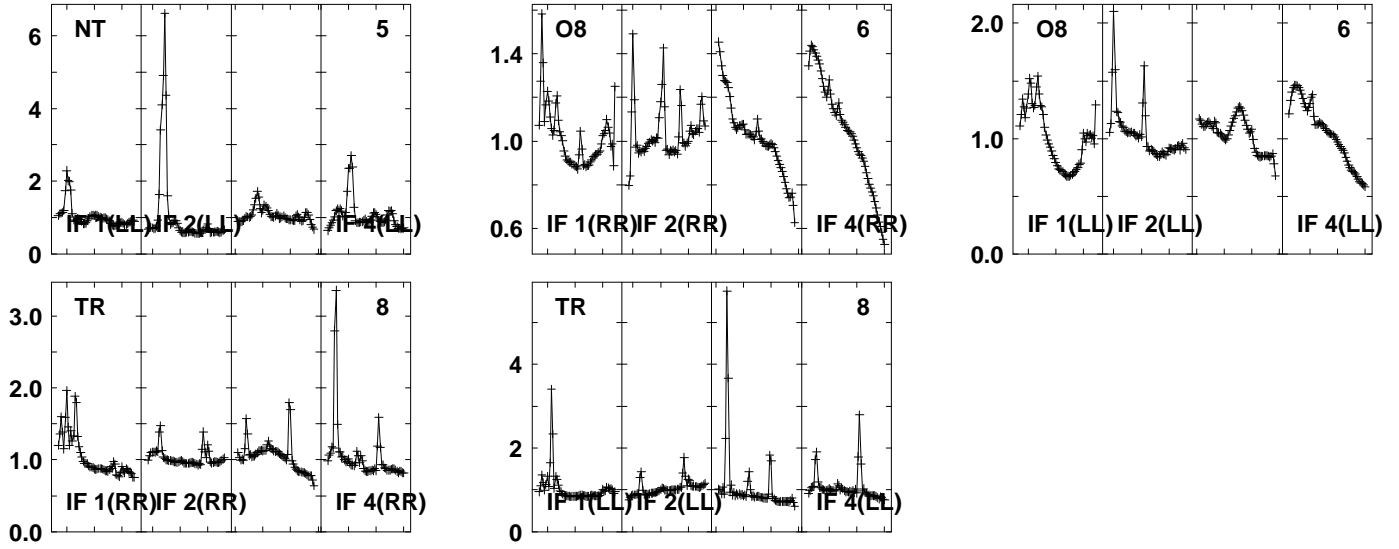 NT 5
6
4
2
0
IF 1(LL) IF 2(LL) IF 4(LL)
O8 6
1.4
1.0
0.6
IF 1(RR) IF 2(RR) IF 4(RR)
O8 6
2.0
1.0
0.0
IF 1(LL) IF 2(LL) IF 4(LL)
TR 8
3.0
2.0
1.0
0.0
IF 1(RR) IF 2(RR) IF 4(RR)
TR 8
4
2
0
IF 1(LL) IF 2(LL) IF 4(LL)